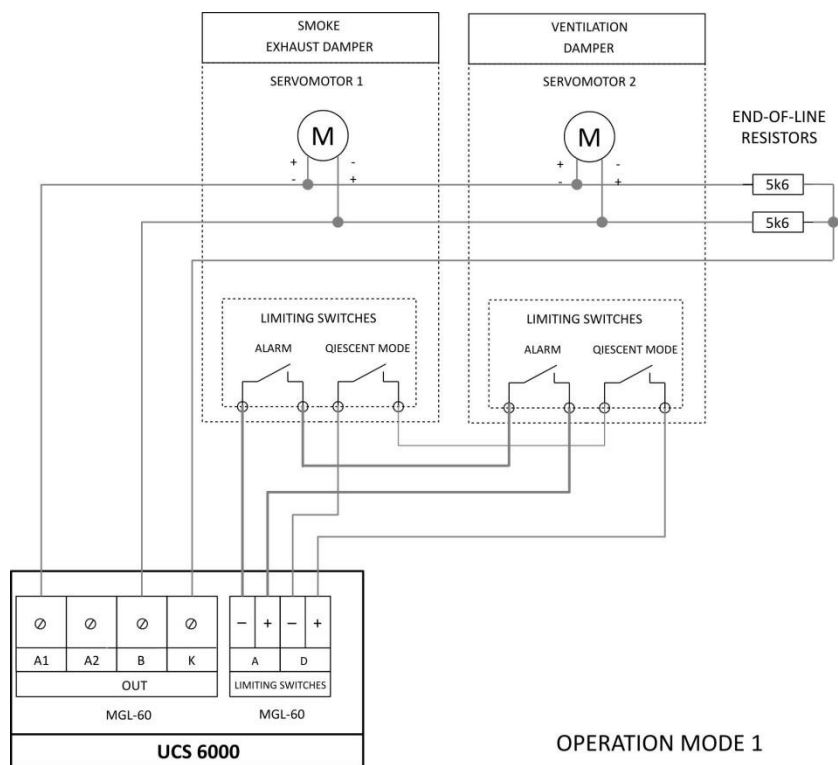 SMOKE
EXHAUST DAMPER
VENTILATION
DAMPER
SERVOMOTOR 1
SERVOMOTOR 2
END-OF-LINE
RESISTORS
M
M
+ -
- +
+ -
- +
5k6
5k6
LIMITING SWITCHES
LIMITING SWITCHES
ALARM QIESCENT MODE
ALARM QIESCENT MODE
− + − +
A1 A2 B K
A D
OUT
LIMITING SWITCHES
MGL-60
MGL-60
UCS 6000
OPERATION MODE 1